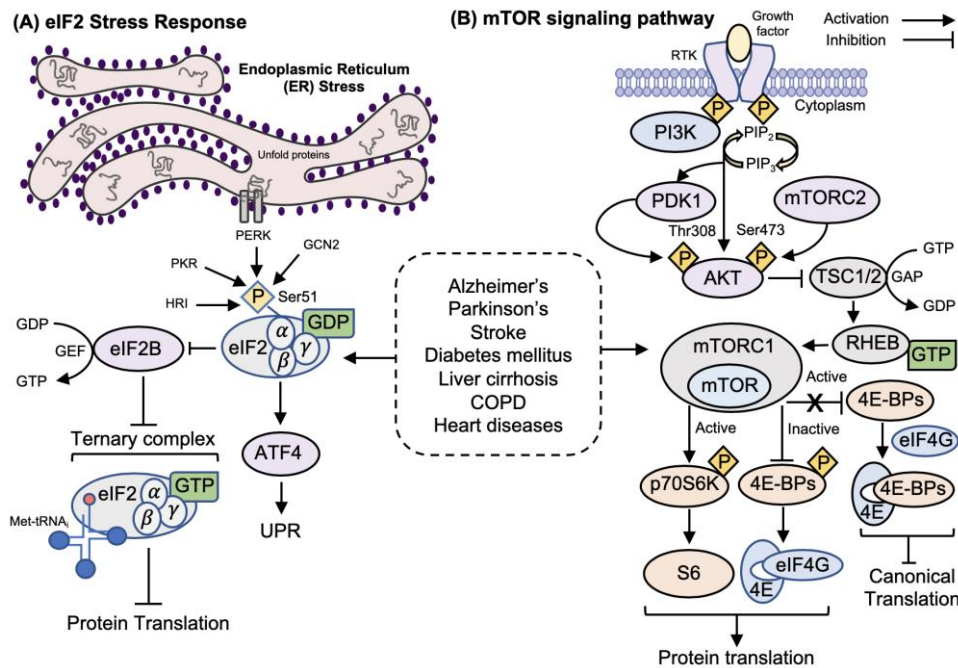 (A) eIF2 Stress Response
Endoplasmic Reticulum
(ER) Stress
Unfold proteins
PERK
PKR
GCN2
HRI
P
Ser51
GDP
eIF2
α
β
γ
GDP
GEF
GTP
eIF2B
Ternary complex
eIF2
α
β
γ
GTP
Met-tRNAi
Protein Translation
ATF4
UPR
Alzheimer's
Parkinson's
Stroke
Diabetes mellitus
Liver cirrhosis
COPD
Heart diseases
(B) mTOR signaling pathway
Growth
factor
Activation
Inhibition
RTK
Cytoplasm
P
P
PI3K
PIP2
PIP3
PDK1
mTORC2
Thr308
Ser473
P
P
AKT
TSC1/2
GTP
GAP
GDP
RHEB
GTP
mTORC1
mTOR
Active
X
4E-BPs
eIF4G
4E-BPs
4E
Canonical
Translation
Active
Inactive
P
P
p70S6K
4E-BPs
S6
eIF4G
4E
Protein translation